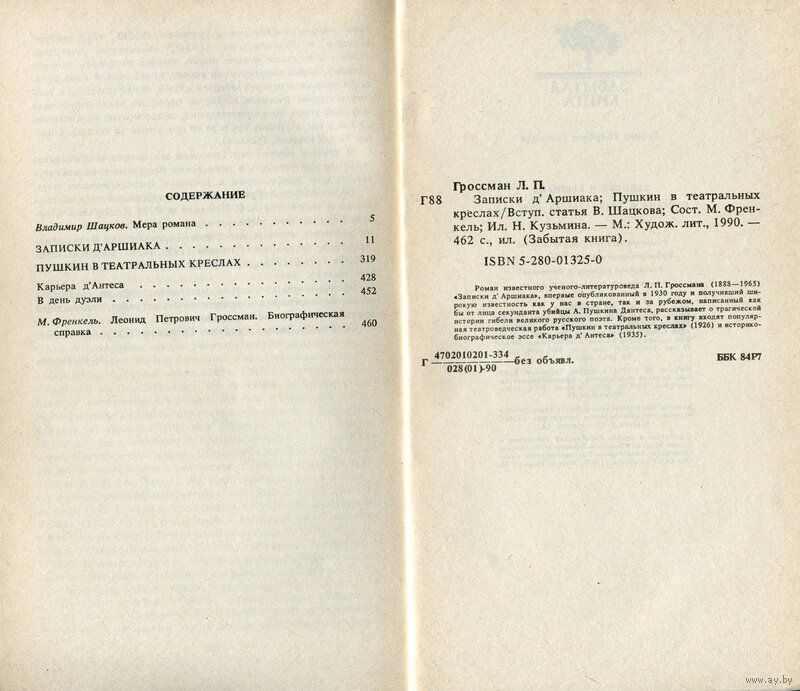 СОДЕРЖАНИЕ
Владимир Шацков. Мера романа . . . . . . . . . . . . 5
ЗАПИСКИ Д'АРШИАКА . . . . . . . . . . . . . . 11
ПУШКИН В ТЕАТРАЛЬНЫХ КРЕСЛАХ . . . . . . . . 319
Карьера д'Антеса . . . . . . . . . . . . . . . . . 428
В день дуэли . . . . . . . . . . . . . . . . . . 452
М. Френкель. Леонид Петрович Гроссман. Биографическая
справка . . . . . . . . . . . . . . . . . . . 460
Гроссман Л. П.
Г88 Записки д'Аршиака; Пушкин в театральных
креслах/Вступ. статья В. Шацкова; Сост. М. Френ-
кель; Ил. Н. Кузьмина. — М.: Худож. лит., 1990. —
462 с., ил. (Забытая книга).
ISBN 5-280-01325-0
Роман известного ученого-литературоведа Л. П. Гроссмана (1888—1965)
«Записки д'Аршиака», впервые опубликованный в 1930 году и получивший ши-
рокую известность как у нас в стране, так и за рубежом, написанный как
бы от лица секунданта убийцы А. Пушкина Дантеса, рассказывает о трагической
истории гибели великого русского поэта. Кроме того, в книгу входят популяр-
ная театроведческая работа «Пушкин в театральных креслах» (1926) и историко-
биографическое эссе «Карьера д'Антеса» (1935).
Г 4702010201-334
028(01)-90 без объявл.
ББК 84Р7
ЗАБЫТАЯ
КНИГА
www.ay.by